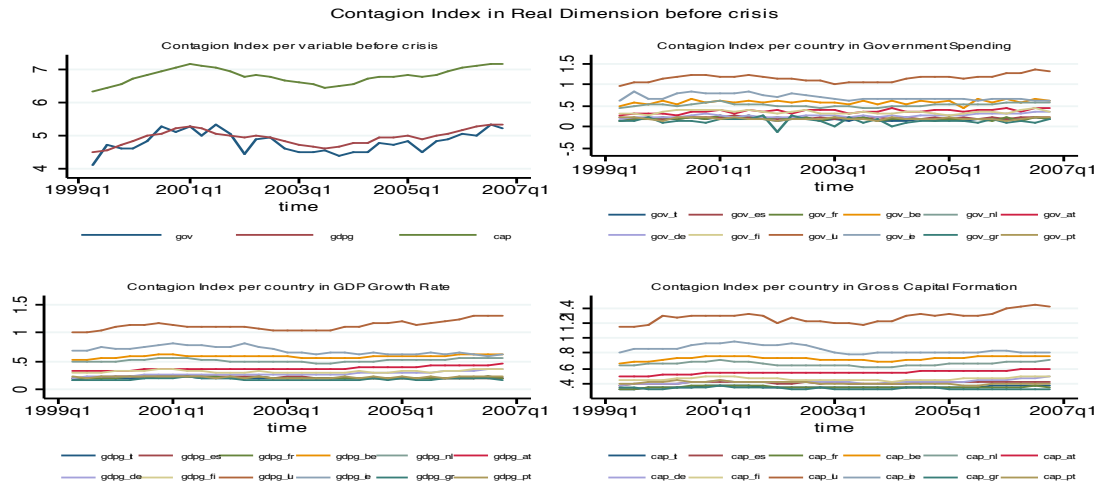 Contagion Index in Real Dimension before crisis
Contagion Index per variable before crisis
7
6
5
4
1999q1 2001q1 2003q1 2005q1 2007q1
time
gov gdpg cap
Contagion Index per country in Government Spending
1.5
1
.5
0
-.5
1999q1 2001q1 2003q1 2005q1 2007q1
time
gov_t gov_es gov_fr gov_be gov_nl gov_at
gov_de gov_fi gov_u gov_ie gov_gr gov_pt
Contagion Index per country in GDP Growth Rate
1.5
1
.5
0
1999q1 2001q1 2003q1 2005q1 2007q1
time
gdpg_t gdpg_es gdpg_fr gdpg_be gdpg_nl gdpg_at
gdpg_de gdpg_fi gdpg_u gdpg_ie gdpg_gr gdpg_pt
Contagion Index per country in Gross Capital Formation
1.4
1.2
1
.8
.6
.4
1999q1 2001q1 2003q1 2005q1 2007q1
time
cap_t cap_es cap_fr cap_be cap_nl cap_at
cap_de cap_fi cap_u cap_ie cap_gr cap_pt